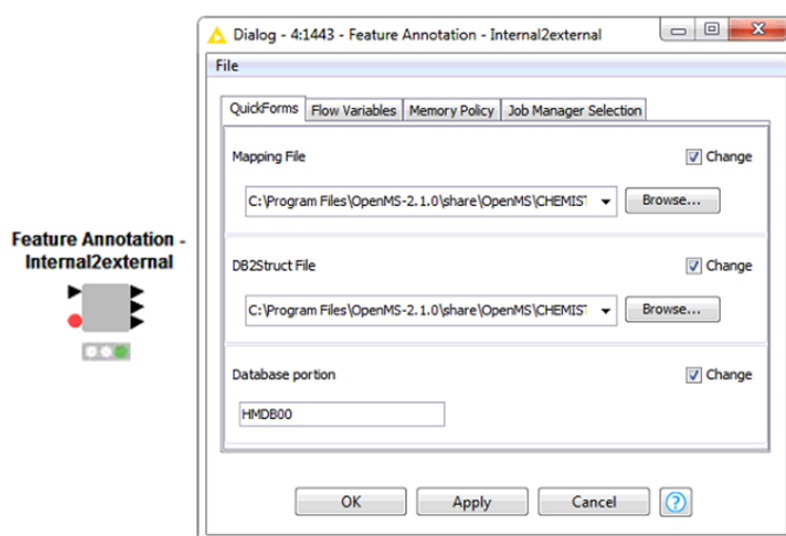 Dialog - 4:1443 - Feature Annotation - Internal2external
File
QuickForms Flow Variables Memory Policy Job Manager Selection
Mapping File Change
C:\Program Files\OpenMS-2.1.0\share\OpenMS\CHEMIST Browse...
Feature Annotation -
Internal2external
DB2Struct File Change
C:\Program Files\OpenMS-2.1.0\share\OpenMS\CHEMIST Browse...
Database portion Change
HMDB00
OK Apply Cancel ?